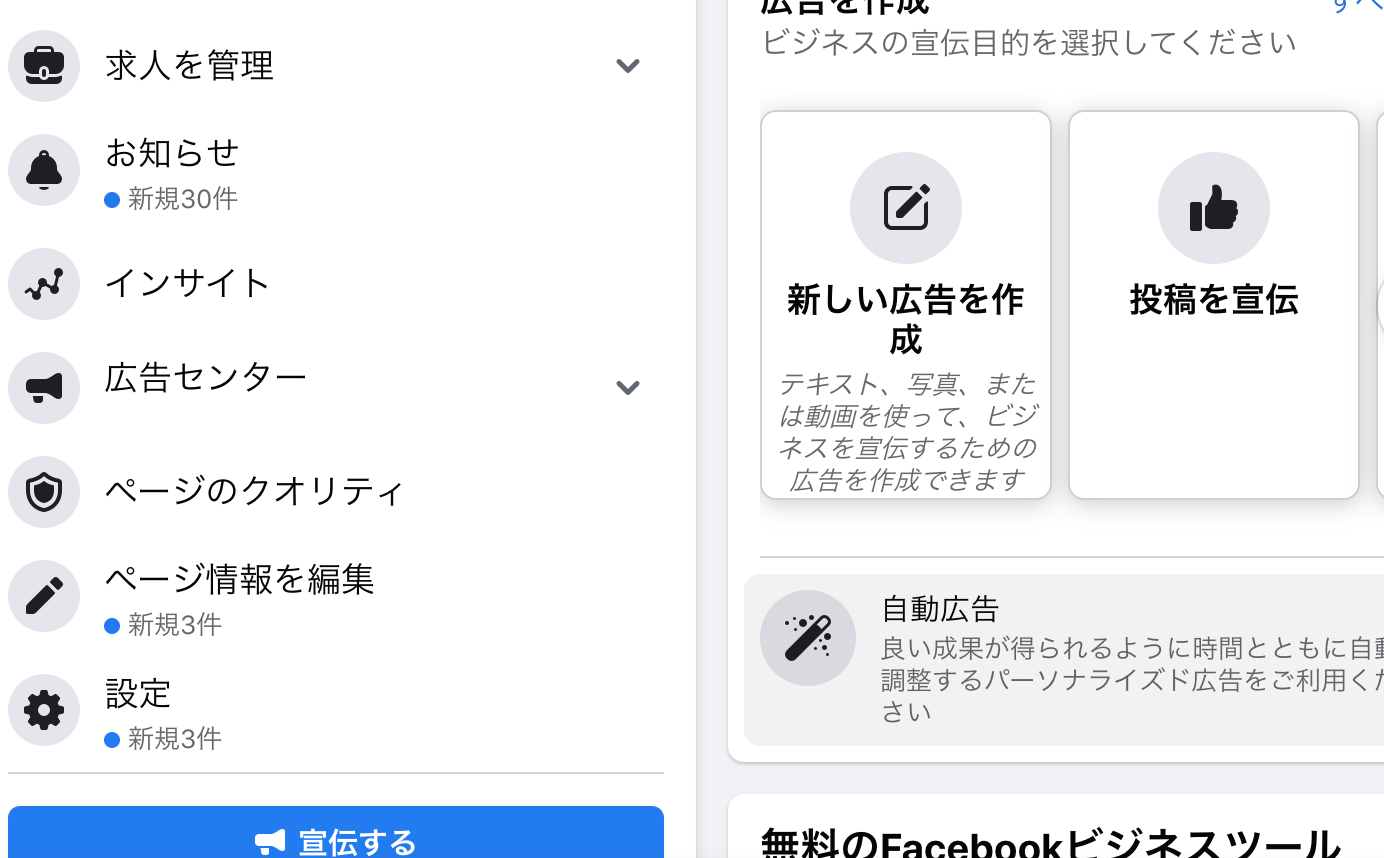 求人を管理
お知らせ
新規30件
インサイト
広告センター
ページのクオリティ
ページ情報を編集
新規3件
設定
新規3件
宣伝する
広告を作成
すべ
ビジネスの宣伝目的を選択してください
新しい広告を作
成
テキスト、写真、また
は動画を使って、ビジ
ネスを宣伝するための
広告を作成できます
投稿を宣伝
自動広告
良い成果が得られるように時間とともに自動
調整するパーソナライズド広告をご利用くだ
さい
無料のFacebookビジネスツール